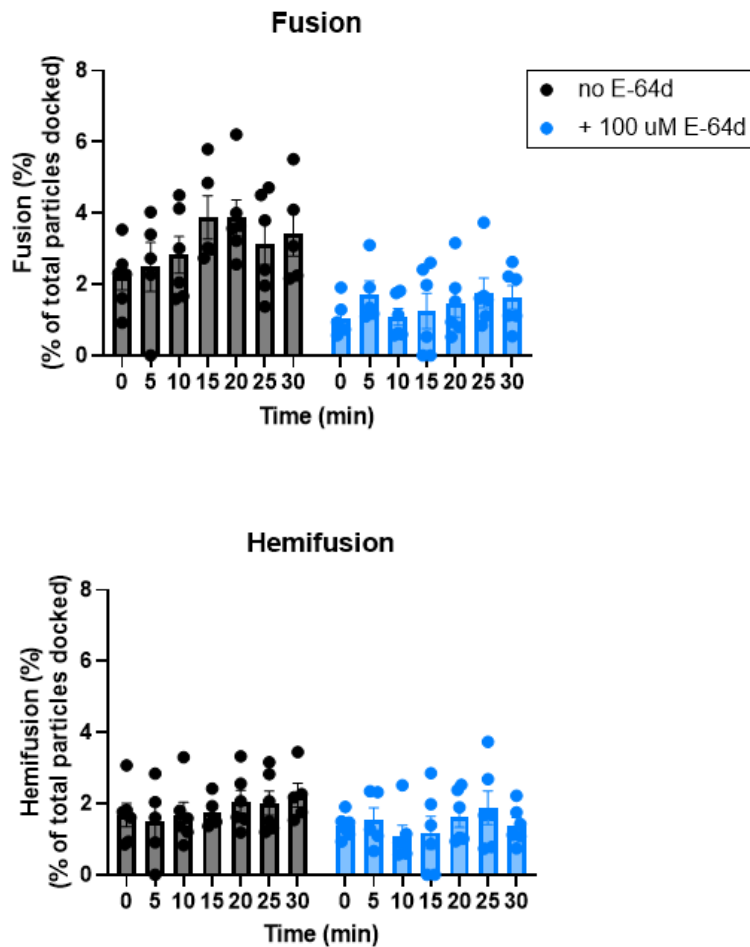 Fusion
8
6
4
2
0
Fusion (%)
(% of total particles docked)
0 5 10 15 20 25 30 0 5 10 15 20 25 30
Time (min)
no E-64d
+ 100 uM E-64d
Hemifusion
8
6
4
2
0
Hemifusion (%)
(% of total particles docked)
0 5 10 15 20 25 30 0 5 10 15 20 25 30
Time (min)